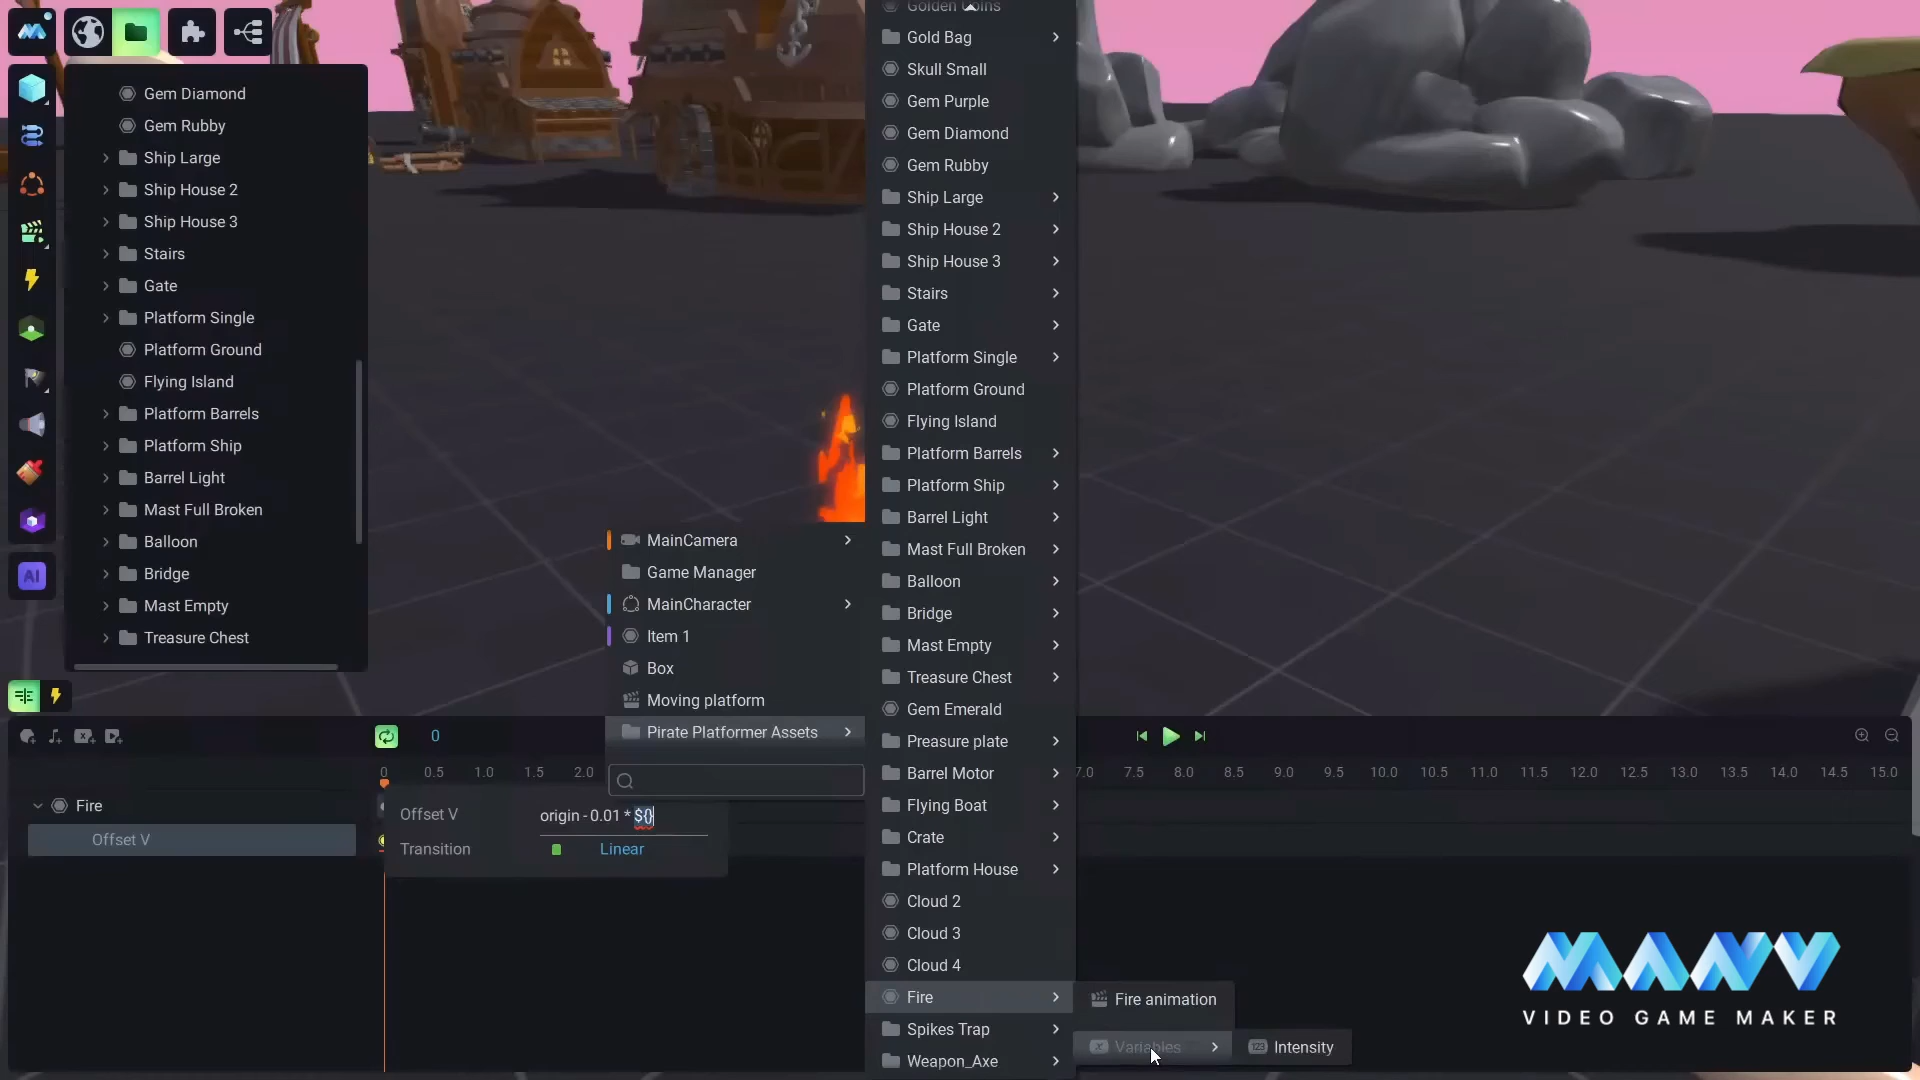 Gem Diamond
Gem Rubby
Ship Large
Ship House 2
Ship House 3
Stairs
Gate
Platform Single
Platform Ground
Flying Island
Platform Barrels
Platform Ship
Barrel Light
Mast Full Broken
Balloon
Bridge
Mast Empty
Treasure Chest
AI
Golden Coins
Gold Bag
Skull Small
Gem Purple
Gem Diamond
Gem Rubby
Ship Large
Ship House 2
Ship House 3
Stairs
Gate
Platform Single
Platform Ground
Flying Island
Platform Barrels
Platform Ship
Barrel Light
Mast Full Broken
Balloon
Bridge
Mast Empty
Treasure Chest
Gem Emerald
Preasure plate
Barrel Motor
Flying Boat
Crate
Platform House
Cloud 2
Cloud 3
Cloud 4
Fire
Spikes Trap
Weapon_Axe
MainCamera
Game Manager
MainCharacter
Item 1
Box
Moving platform
Pirate Platformer Assets
Fire animation
Variables
123 Intensity
0
0 0.5 1.0 1.5 2.0 7.0 7.5 8.0 8.5 9.0 9.5 10.0 10.5 11.0 11.5 12.0 12.5 13.0 13.5 14.0 14.5 15.0
Fire
Offset V
Offset V origin - 0.01 * ${}
Transition Linear
MANU
VIDEO GAME MAKER